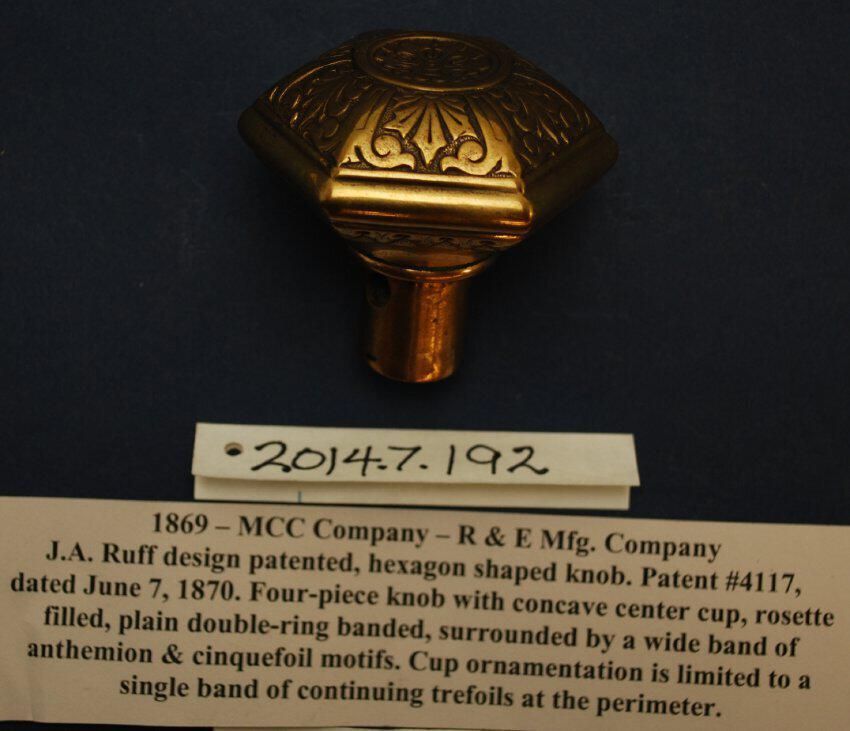 2014.7.192
1869 – MCC Company – R & E Mfg. Company
J.A. Ruff design patented, hexagon shaped knob. Patent #4117,
dated June 7, 1870. Four-piece knob with concave center cup, rosette
filled, plain double-ring banded, surrounded by a wide band of
anthemion & cinquefoil motifs. Cup ornamentation is limited to a
single band of continuing trefoils at the perimeter.